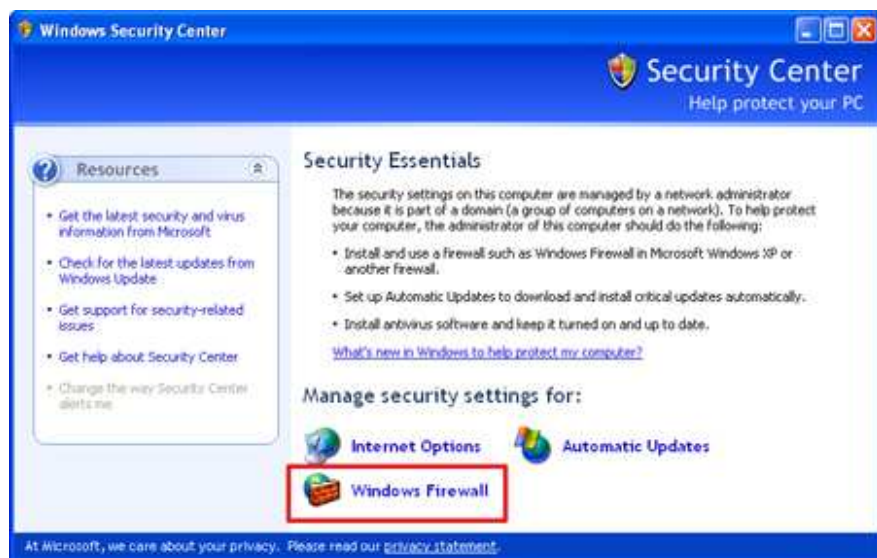 Windows Security Center
Security Center
Help protect your PC
Resources
Get the latest security and virus
information from Microsoft
Check for the latest updates from
Windows Update
Get support for security-related
issues
Get help about Security Center
Change the way Security Center
alerts me
Security Essentials
The security settings on this computer are managed by a network administrator
because it is part of a domain (a group of computers on a network). To help protect
your computer, the administrator of this computer should do the following:
• Install and use a firewall such as Windows Firewall in Microsoft Windows XP or
another firewall.
• Set up Automatic Updates to download and install critical updates automatically.
• Install antivirus software and keep it turned on and up to date.
What's new in Windows to help protect my computer?
Manage security settings for:
Internet Options
Automatic Updates
Windows Firewall
At Microsoft, we care about your privacy. Please read our privacy statement.